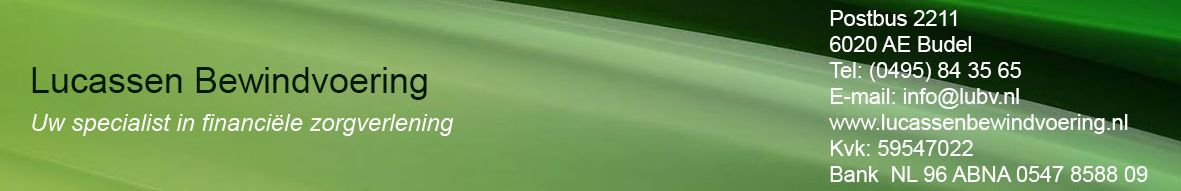 Lucassen Bewindvoering
Uw specialist in financiële zorgverlening
Postbus 2211
6020 AE Budel
Tel: (0495) 84 35 65
E-mail: info@lubv.nl
www.lucassenbewindvoering.nl
Kvk: 59547022
Bank  NL 96 ABNA 0547 8588 09